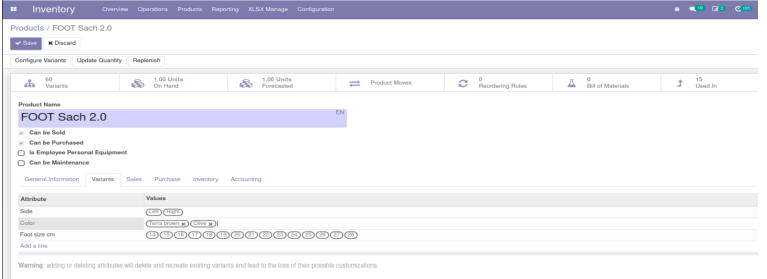 Inventory Overview Operations Products Reporting XLSX Manage Configuration
Products / FOOT Sach 2.0
Save Discard
Configure Variants Update Quantity Replenish
60 Variants
1.00 Units On Hand
1.00 Units Forecasted
Product Moves
0 Reordering Rules
0 Bill of Materials
15 Used In
Product Name
FOOT Sach 2.0 EN
Can be Sold
Can be Purchased
Is Employee Personal Equipment
Can be Maintenance
General Information Variants Sales Purchase Inventory Accounting
Attribute Values
Side Left Right
Color Terra brown Olive
Foot size cm 14 15 16 17 18 19 20 21 22 23 24 25 26 27 28
Add a line
Warning: adding or deleting attributes will delete and recreate existing variants and lead to the loss of their possible customizations.